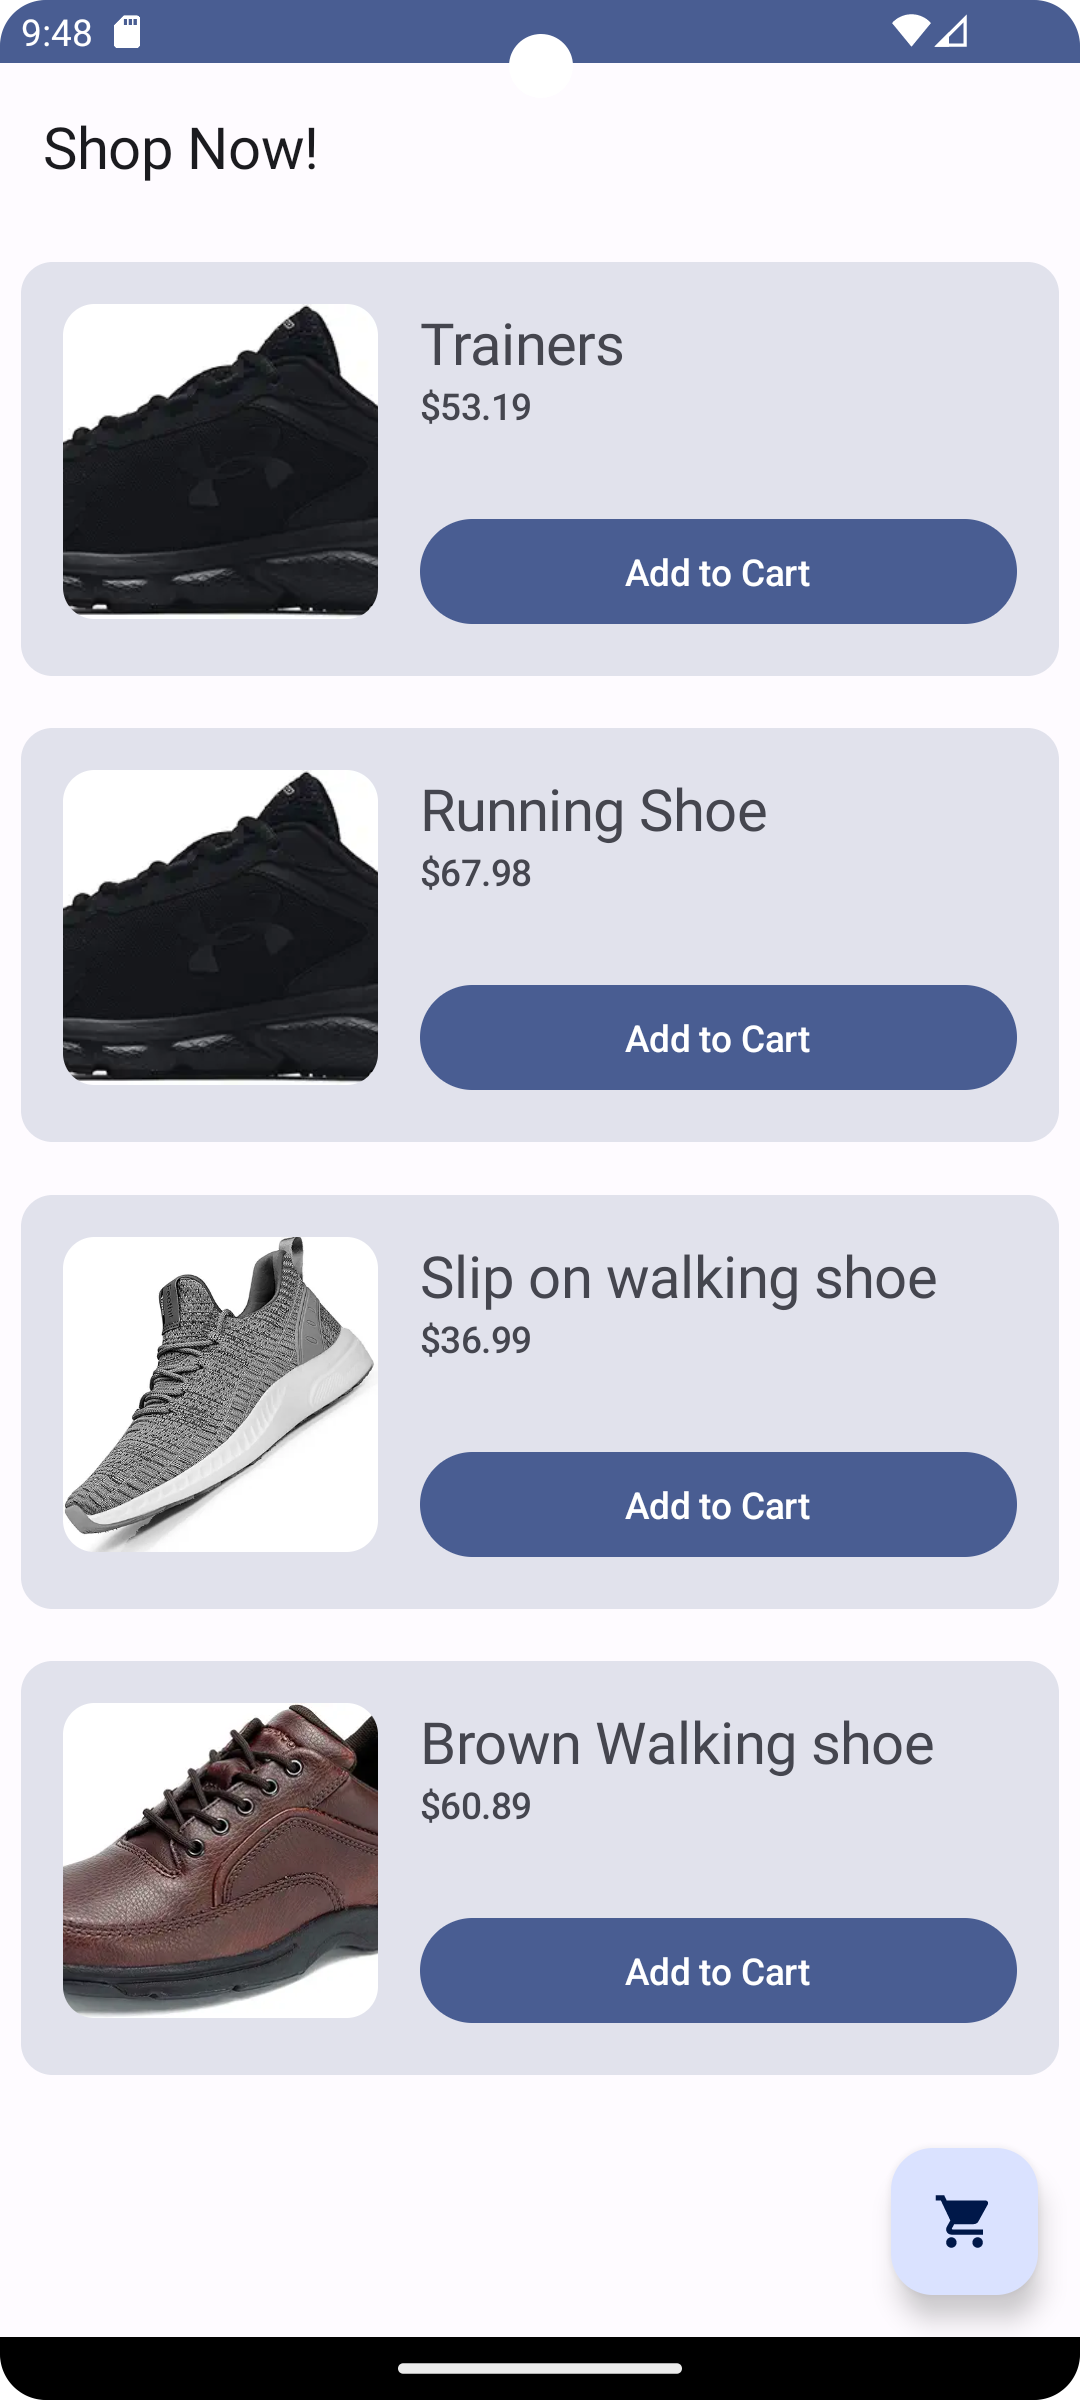 9:48
Shop Now!
Trainers
$53.19
Add to Cart
Running Shoe
$67.98
Add to Cart
Slip on walking shoe
$36.99
Add to Cart
Brown Walking shoe
$60.89
Add to Cart